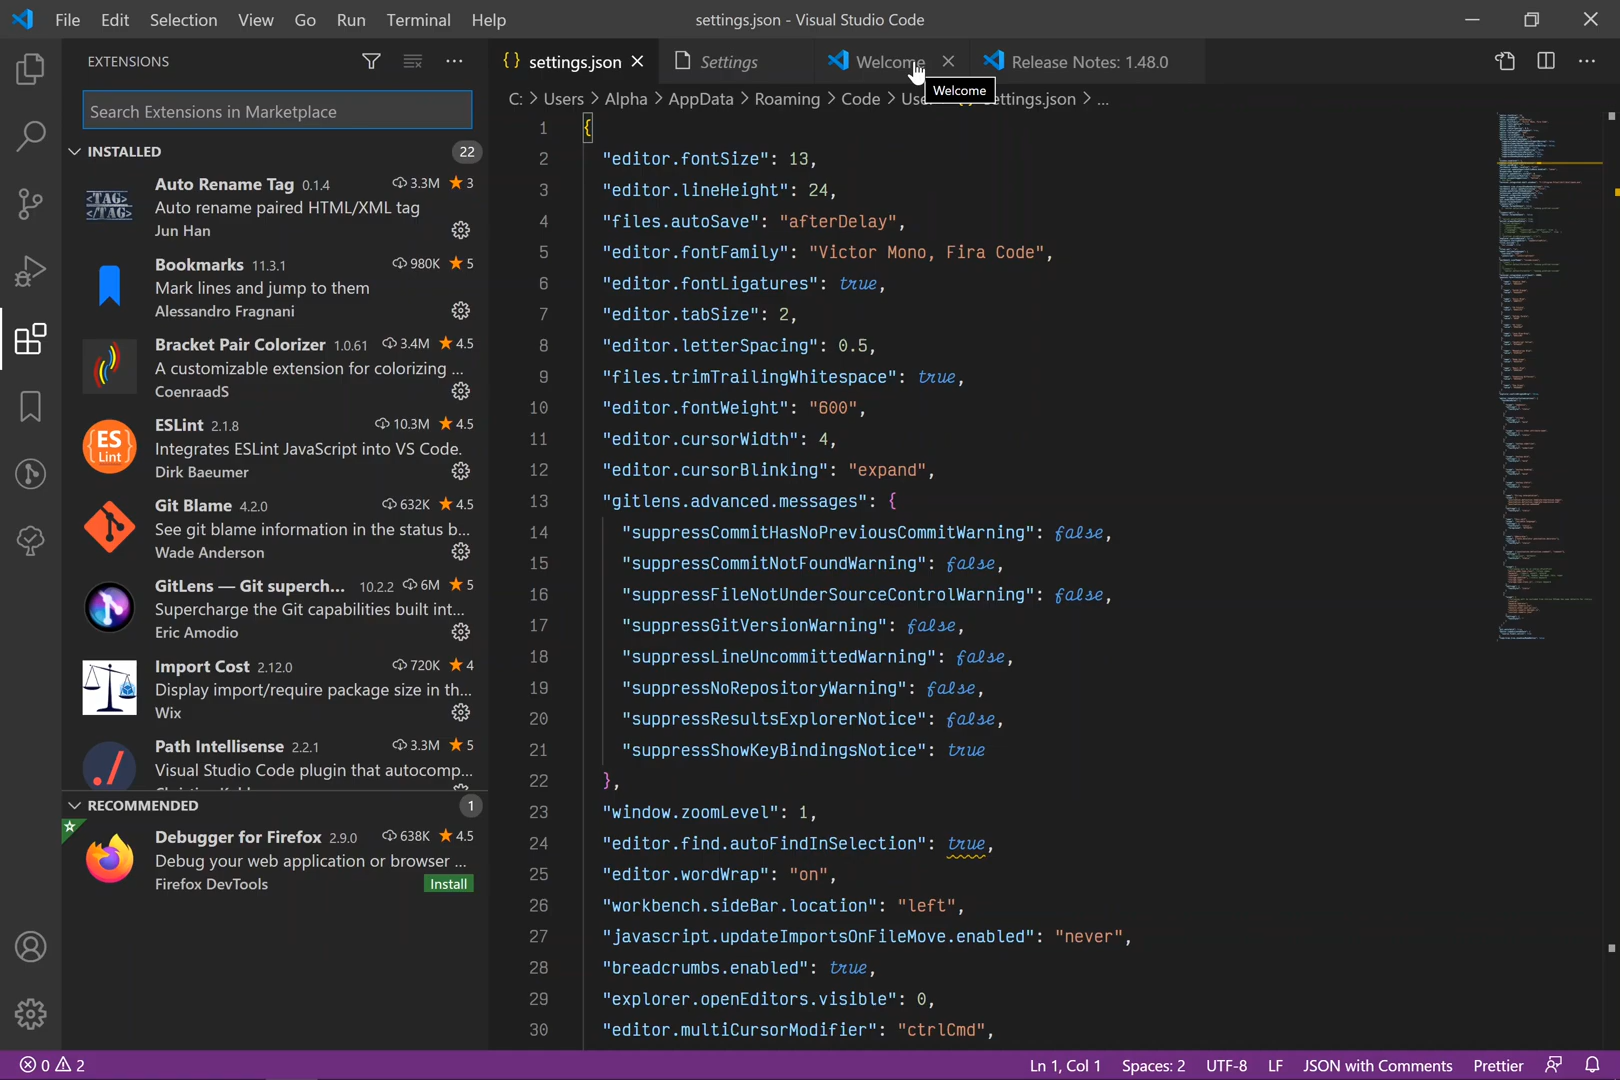 File Edit Selection View Go Run Terminal Help
settings.json - Visual Studio Code
EXTENSIONS
Search Extensions in Marketplace
INSTALLED 22
Auto Rename Tag 0.1.4 3.3M ★ 3
Auto rename paired HTML/XML tag
Jun Han
Bookmarks 11.3.1 980K ★ 5
Mark lines and jump to them
Alessandro Fragnani
Bracket Pair Colorizer 1.0.61 3.4M ★ 4.5
A customizable extension for colorizing ...
CoenraadS
ESLint 2.1.8 10.3M ★ 4.5
Integrates ESLint JavaScript into VS Code.
Dirk Baeumer
Git Blame 4.2.0 632K ★ 4.5
See git blame information in the status b...
Wade Anderson
GitLens — Git superch... 10.2.2 6M ★ 5
Supercharge the Git capabilities built int...
Eric Amodio
Import Cost 2.12.0 720K ★ 4
Display import/require package size in th...
Wix
Path Intellisense 2.2.1 3.3M ★ 5
Visual Studio Code plugin that autocomp...
RECOMMENDED 1
Debugger for Firefox 2.9.0 638K ★ 4.5
Debug your web application or browser ...
Firefox DevTools Install
settings.json Settings Welcome Release Notes: 1.48.0
Welcome
C: > Users > Alpha > AppData > Roaming > Code > settings.json > ...
1 {
2 "editor.fontSize": 13,
3 "editor.lineHeight": 24,
4 "files.autoSave": "afterDelay",
5 "editor.fontFamily": "Victor Mono, Fira Code",
6 "editor.fontLigatures": true,
7 "editor.tabSize": 2,
8 "editor.letterSpacing": 0.5,
9 "files.trimTrailingWhitespace": true,
10 "editor.fontWeight": "600",
11 "editor.cursorWidth": 4,
12 "editor.cursorBlinking": "expand",
13 "gitlens.advanced.messages": {
14 "suppressCommitHasNoPreviousCommitWarning": false,
15 "suppressCommitNotFoundWarning": false,
16 "suppressFileNotUnderSourceControlWarning": false,
17 "suppressGitVersionWarning": false,
18 "suppressLineUncommittedWarning": false,
19 "suppressNoRepositoryWarning": false,
20 "suppressResultsExplorerNotice": false,
21 "suppressShowKeyBindingsNotice": true
22 },
23 "window.zoomLevel": 1,
24 "editor.find.autoFindInSelection": true,
25 "editor.wordWrap": "on",
26 "workbench.sideBar.location": "left",
27 "javascript.updateImportsOnFileMove.enabled": "never",
28 "breadcrumbs.enabled": true,
29 "explorer.openEditors.visible": 0,
30 "editor.multiCursorModifier": "ctrlCmd",
0 2 Ln 1, Col 1 Spaces: 2 UTF-8 LF JSON with Comments Prettier